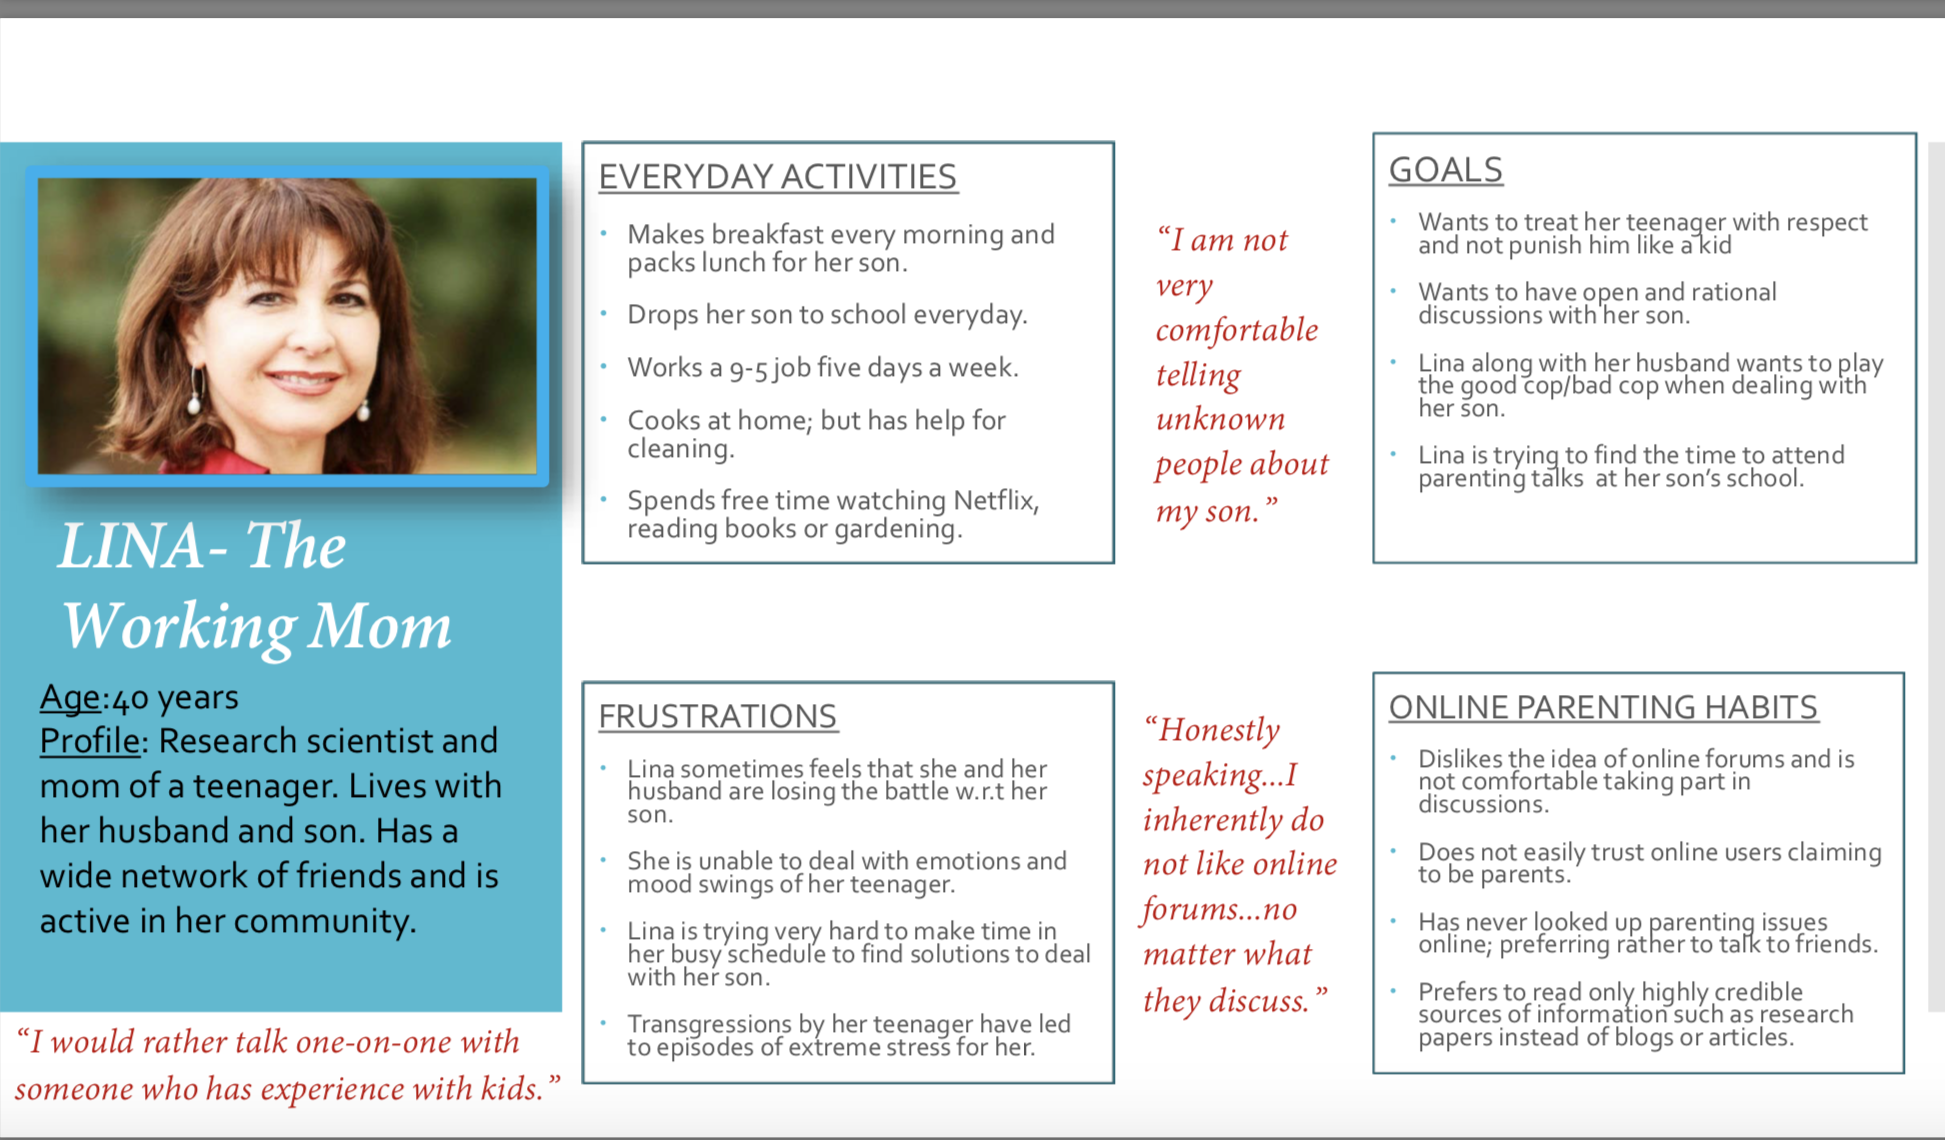 LINA- The
Working Mom
Age:40 years
Profile: Research scientist and
mom of a teenager. Lives with
her husband and son. Has a
wide network of friends and is
active in her community.
“I would rather talk one-on-one with
someone who has experience with kids.”
EVERYDAY ACTIVITIES
• Makes breakfast every morning and
packs lunch for her son.
• Drops her son to school everyday.
• Works a 9-5 job five days a week.
• Cooks at home; but has help for
cleaning.
• Spends free time watching Netflix,
reading books or gardening.
“I am not
very
comfortable
telling
unknown
people about
my son.”
GOALS
• Wants to treat her teenager with respect
and not punish him like a kid
• Wants to have open and rational
discussions with her son.
• Lina along with her husband wants to play
the good cop/bad cop when dealing with
her son.
• Lina is trying to find the time to attend
parenting talks at her son’s school.
FRUSTRATIONS
• Lina sometimes feels that she and her
husband are losing the battle w.r.t her
son.
• She is unable to deal with emotions and
mood swings of her teenager.
• Lina is trying very hard to make time in
her busy schedule to find solutions to deal
with her son.
• Transgressions by her teenager have led
to episodes of extreme stress for her.
“Honestly
speaking...I
inherently do
not like online
forums...no
matter what
they discuss.”
ONLINE PARENTING HABITS
• Dislikes the idea of online forums and is
not comfortable taking part in
discussions.
• Does not easily trust online users claiming
to be parents.
• Has never looked up parenting issues
online; preferring rather to talk to friends.
• Prefers to read only highly credible
sources of information such as research
papers instead of blogs or articles.